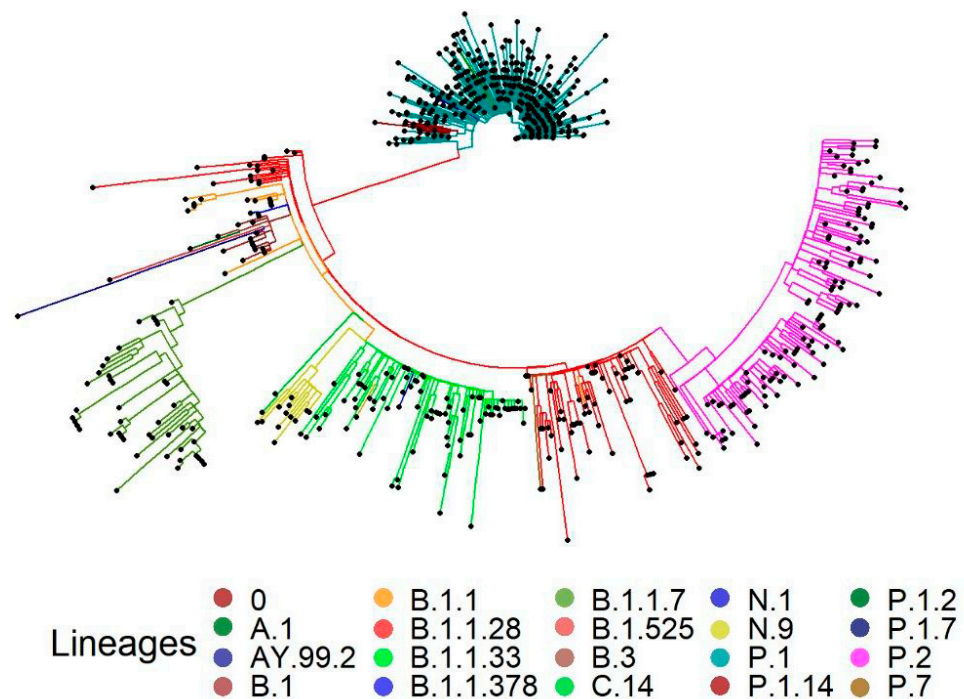 0 B.1.1 B.1.1.7 N.1 P.1.2
A.1 B.1.1.28 B.1.525 N.9 P.1.7
Lineages
AY.99.2 B.1.1.33 B.3 P.1 P.2
B.1 B.1.1.378 C.14 P.1.14 P.7